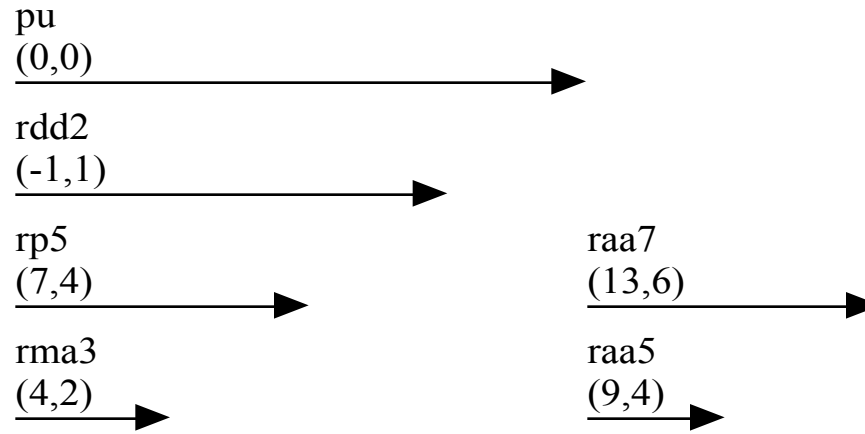 pu
(0,0)
rdd2
(-1,1)
rp5
(7,4)
raa7
(13,6)
rma3
(4,2)
raa5
(9,4)